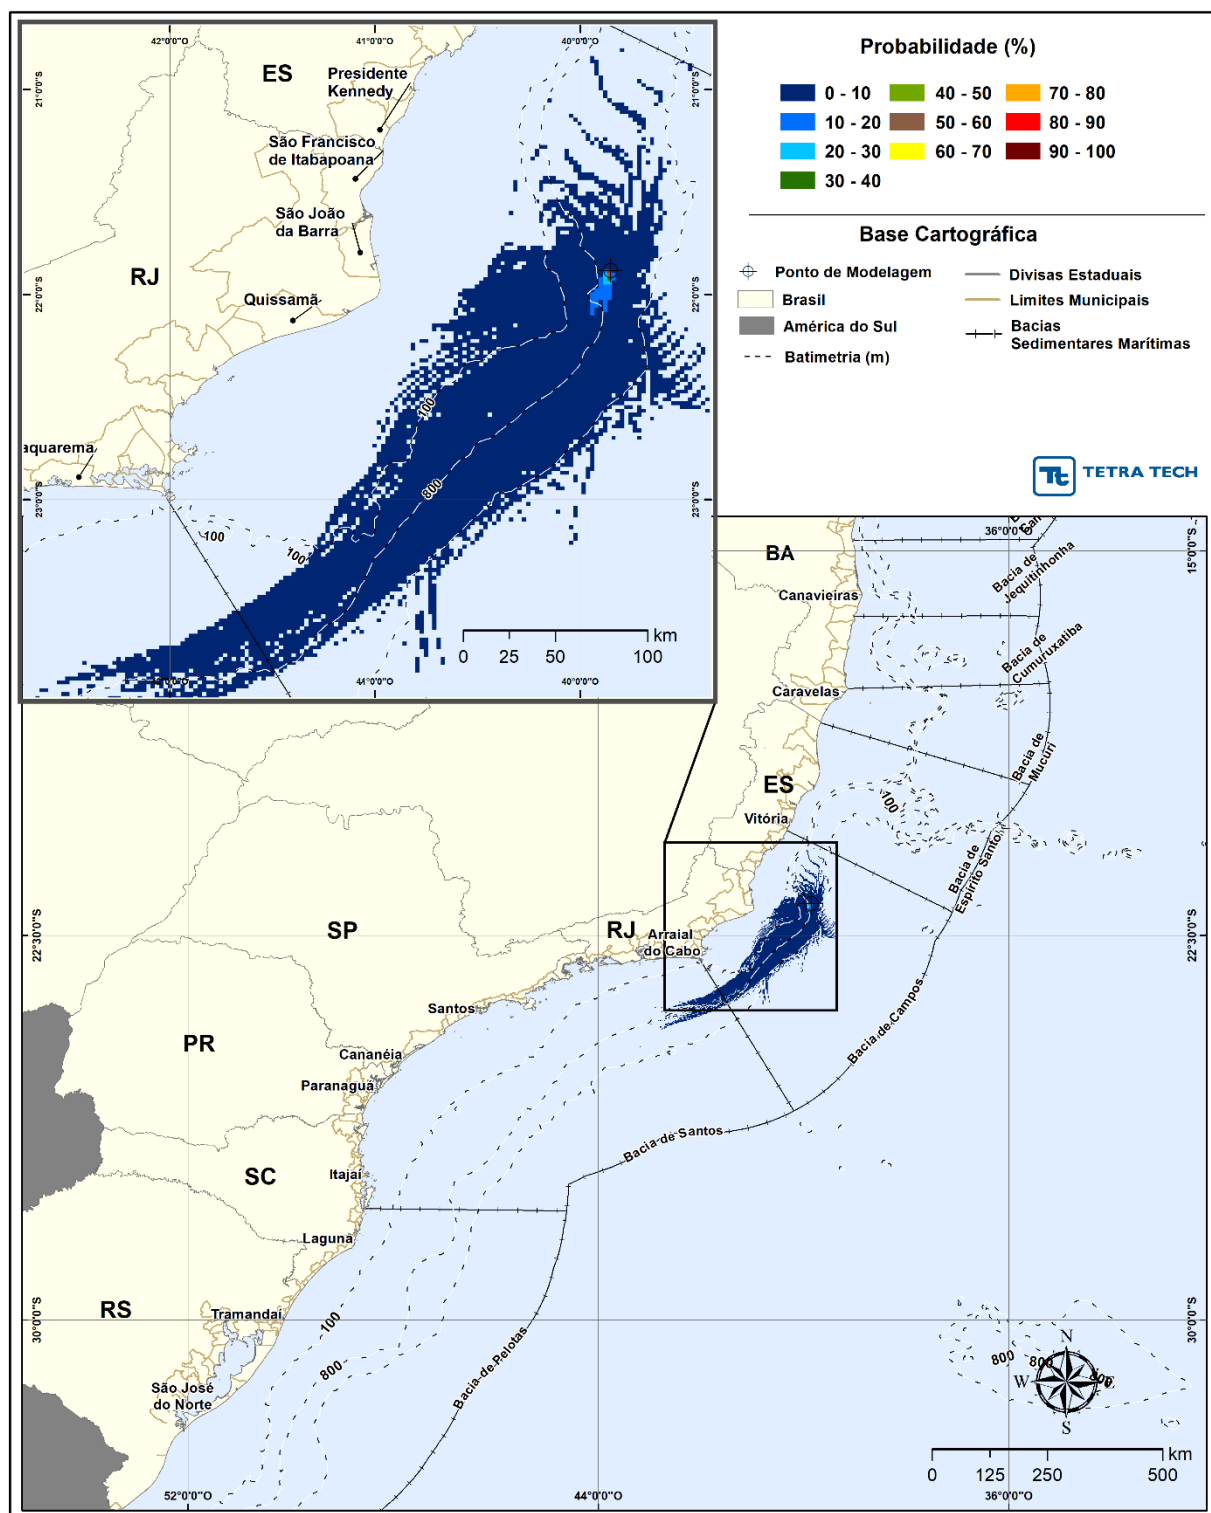 42°0'0"O
41°0'0"O
40°0'0"O
21°0'0"S
21°0'0"S
ES
Presidente
Kennedy
São Francisco
de Itabapoana
São João
da Barra
RJ
Quissamã
22°0'0"S
22°0'0"S
100
aquarema
800
23°0'0"S
23°0'0"S
100
100
km
0 25 50 100
41°0'0"O
40°0'0"O
Probabilidade (%)
0 - 10
40 - 50
70 - 80
10 - 20
50 - 60
80 - 90
20 - 30
60 - 70
90 - 100
30 - 40
Base Cartográfica
Ponto de Modelagem
Divisas Estaduais
Brasil
Limites Municipais
América do Sul
Bacias
Sedimentares Marítimas
Batimetria (m)
Tt
TETRA TECH
36°0'0"O
15°0'0"S
BA
Bacia de
Jequitinhonha
Canavieiras
Bacia de
Cumuruxatiba
Caravelas
Bacia de
Mucuri
ES
100
Vitória
Bacia de
Espírito Santo
22°30'0"S
22°30'0"S
SP
RJ
Arraial
do Cabo
Santos
Bacia de Campos
PR
Cananéia
Paranaguá
Bacia de Santos
SC
Itajaí
Laguna
RS
Tramandaí
30°0'0"S
30°0'0"S
100
800
Bacia de Pelotas
São José
do Norte
800
800
800
N
W
E
S
km
0 125 250 500
52°0'0"O
44°0'0"O
36°0'0"O